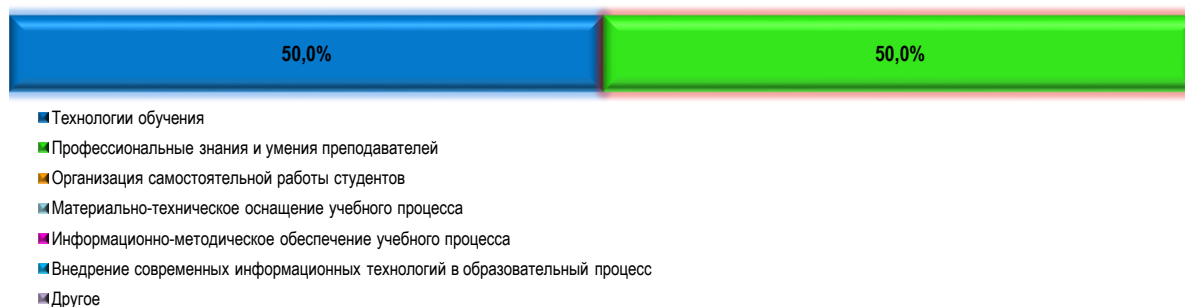 50,0% 50,0%
Технологии обучения
Профессиональные знания и умения преподавателей
Организация самостоятельной работы студентов
Материально-техническое оснащение учебного процесса
Информационно-методическое обеспечение учебного процесса
Внедрение современных информационных технологий в образовательный процесс
Другое